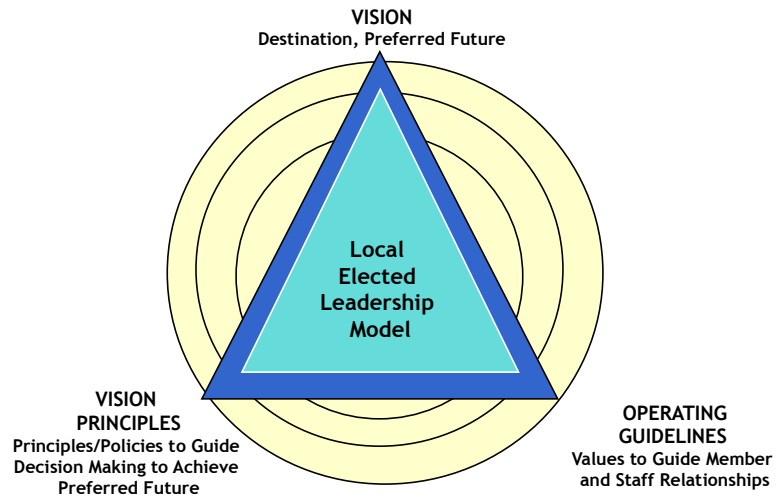 VISION
Destination, Preferred Future
Local
Elected
Leadership
Model
VISION
PRINCIPLES
Principles/Policies to Guide
Decision Making to Achieve
Preferred Future
OPERATING
GUIDELINES
Values to Guide Member
and Staff Relationships